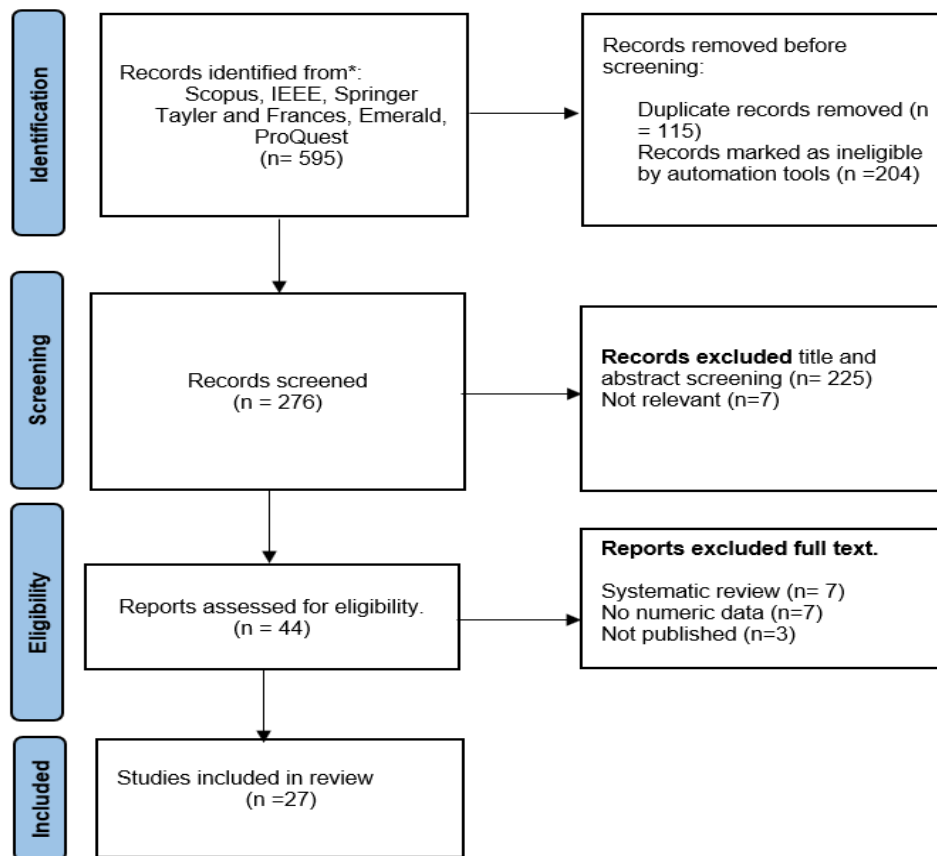 Identification
Records identified from*:
Scopus, IEEE, Springer
Tayler and Frances, Emerald,
ProQuest
(n= 595)
Records removed before
screening:
Duplicate records removed (n
= 115)
Records marked as ineligible
by automation tools (n =204)
Screening
Records screened
(n = 276)
Records excluded title and
abstract screening (n= 225)
Not relevant (n=7)
Eligibility
Reports assessed for eligibility.
(n = 44)
Reports excluded full text.
Systematic review (n= 7)
No numeric data (n=7)
Not published (n=3)
Included
Studies included in review
(n =27)